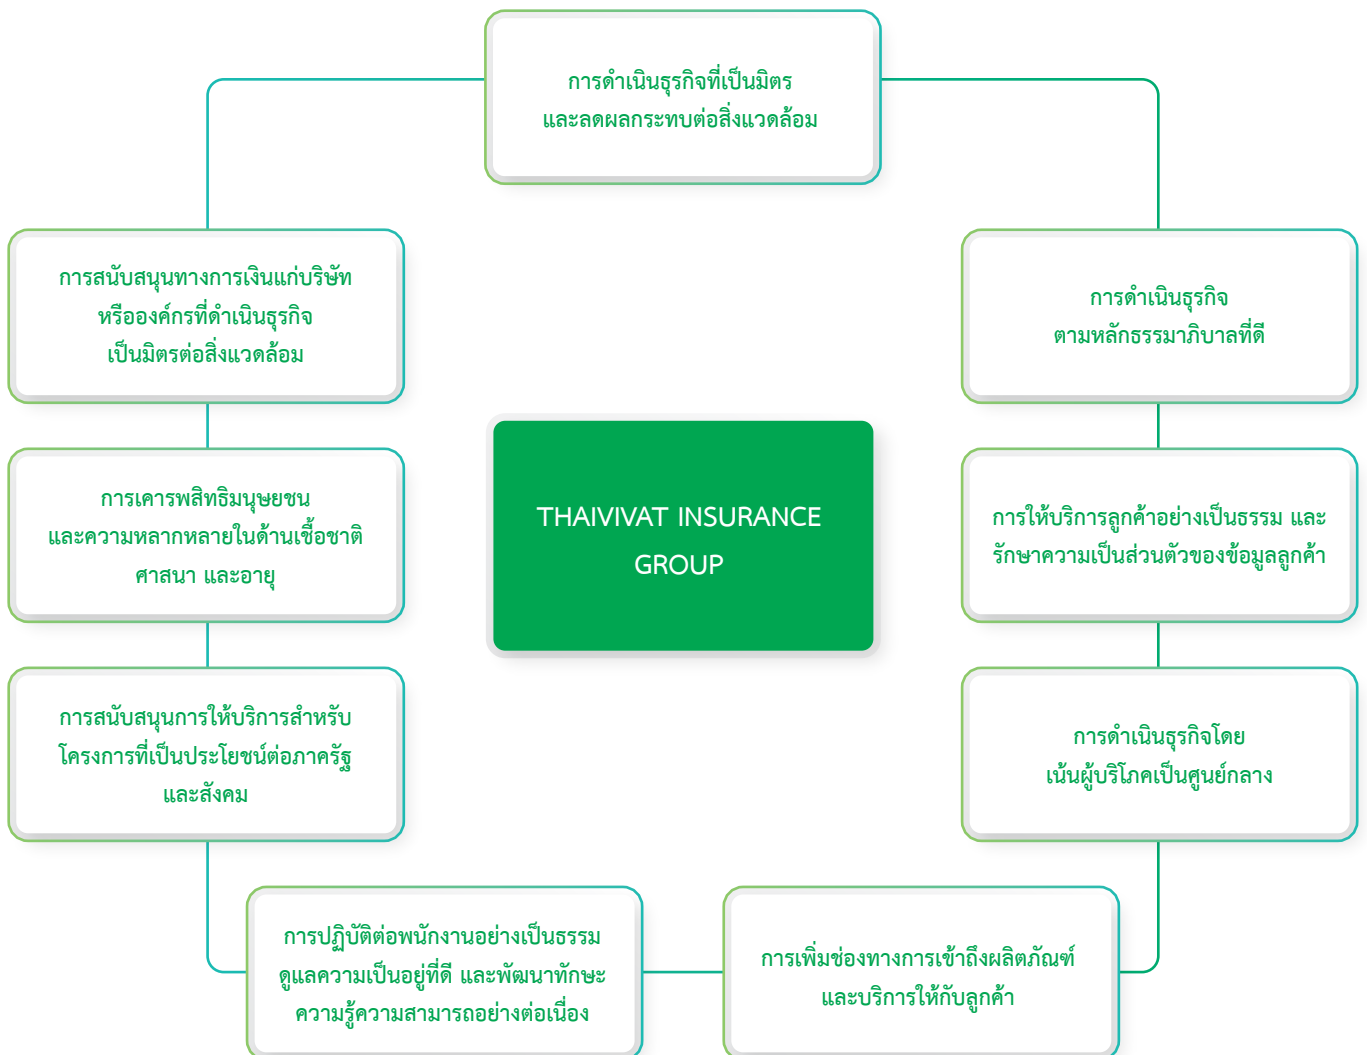 การดำเนินธุรกิจที่เป็นมิตร
และลดผลกระทบต่อสิ่งแวดล้อม
การสนับสนุนทางการเงินแก่บริษัท
หรือองค์กรที่ดำเนินธุรกิจ
เป็นมิตรต่อสิ่งแวดล้อม
การดำเนินธุรกิจ
ตามหลักธรรมาภิบาลที่ดี
การเคารพสิทธิมนุษยชน
และความหลากหลายในด้านเชื้อชาติ
ศาสนา และอายุ
THAIVIVAT INSURANCE
GROUP
การให้บริการลูกค้าอย่างเป็นธรรม และ
รักษาความเป็นส่วนตัวของข้อมูลลูกค้า
การสนับสนุนการให้บริการสำหรับ
โครงการที่เป็นประโยชน์ต่อภาครัฐ
และสังคม
การดำเนินธุรกิจโดย
เน้นผู้บริโภคเป็นศูนย์กลาง
การปฏิบัติต่อพนักงานอย่างเป็นธรรม
ดูแลความเป็นอยู่ที่ดี และพัฒนาทักษะ
ความรู้ความสามารถอย่างต่อเนื่อง
การเพิ่มช่องทางการเข้าถึงผลิตภัณฑ์
และบริการให้กับลูกค้า